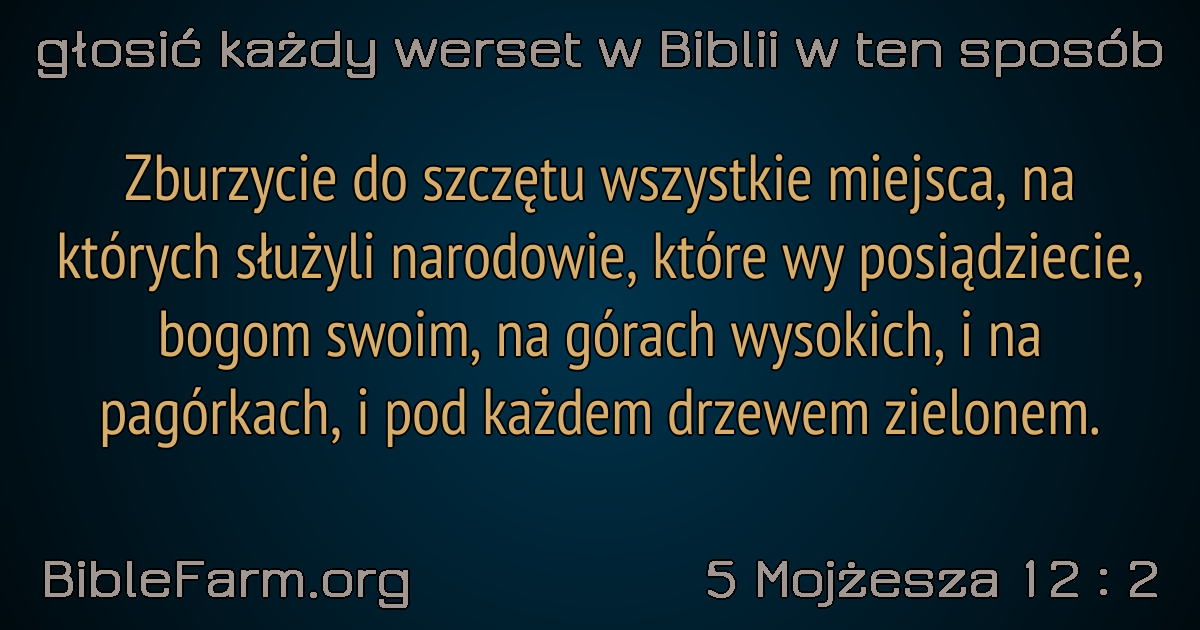 głosić każdy werset w Biblii w ten sposób
Zburzycie do szczętu wszystkie miejsca, na
których służyli narodowie, które wy posiądziecie,
bogom swoim, na górach wysokich, i na
pagórkach, i pod każdem drzewem zielonem.
BibleFarm.org
5 Mojżesza 12 : 2